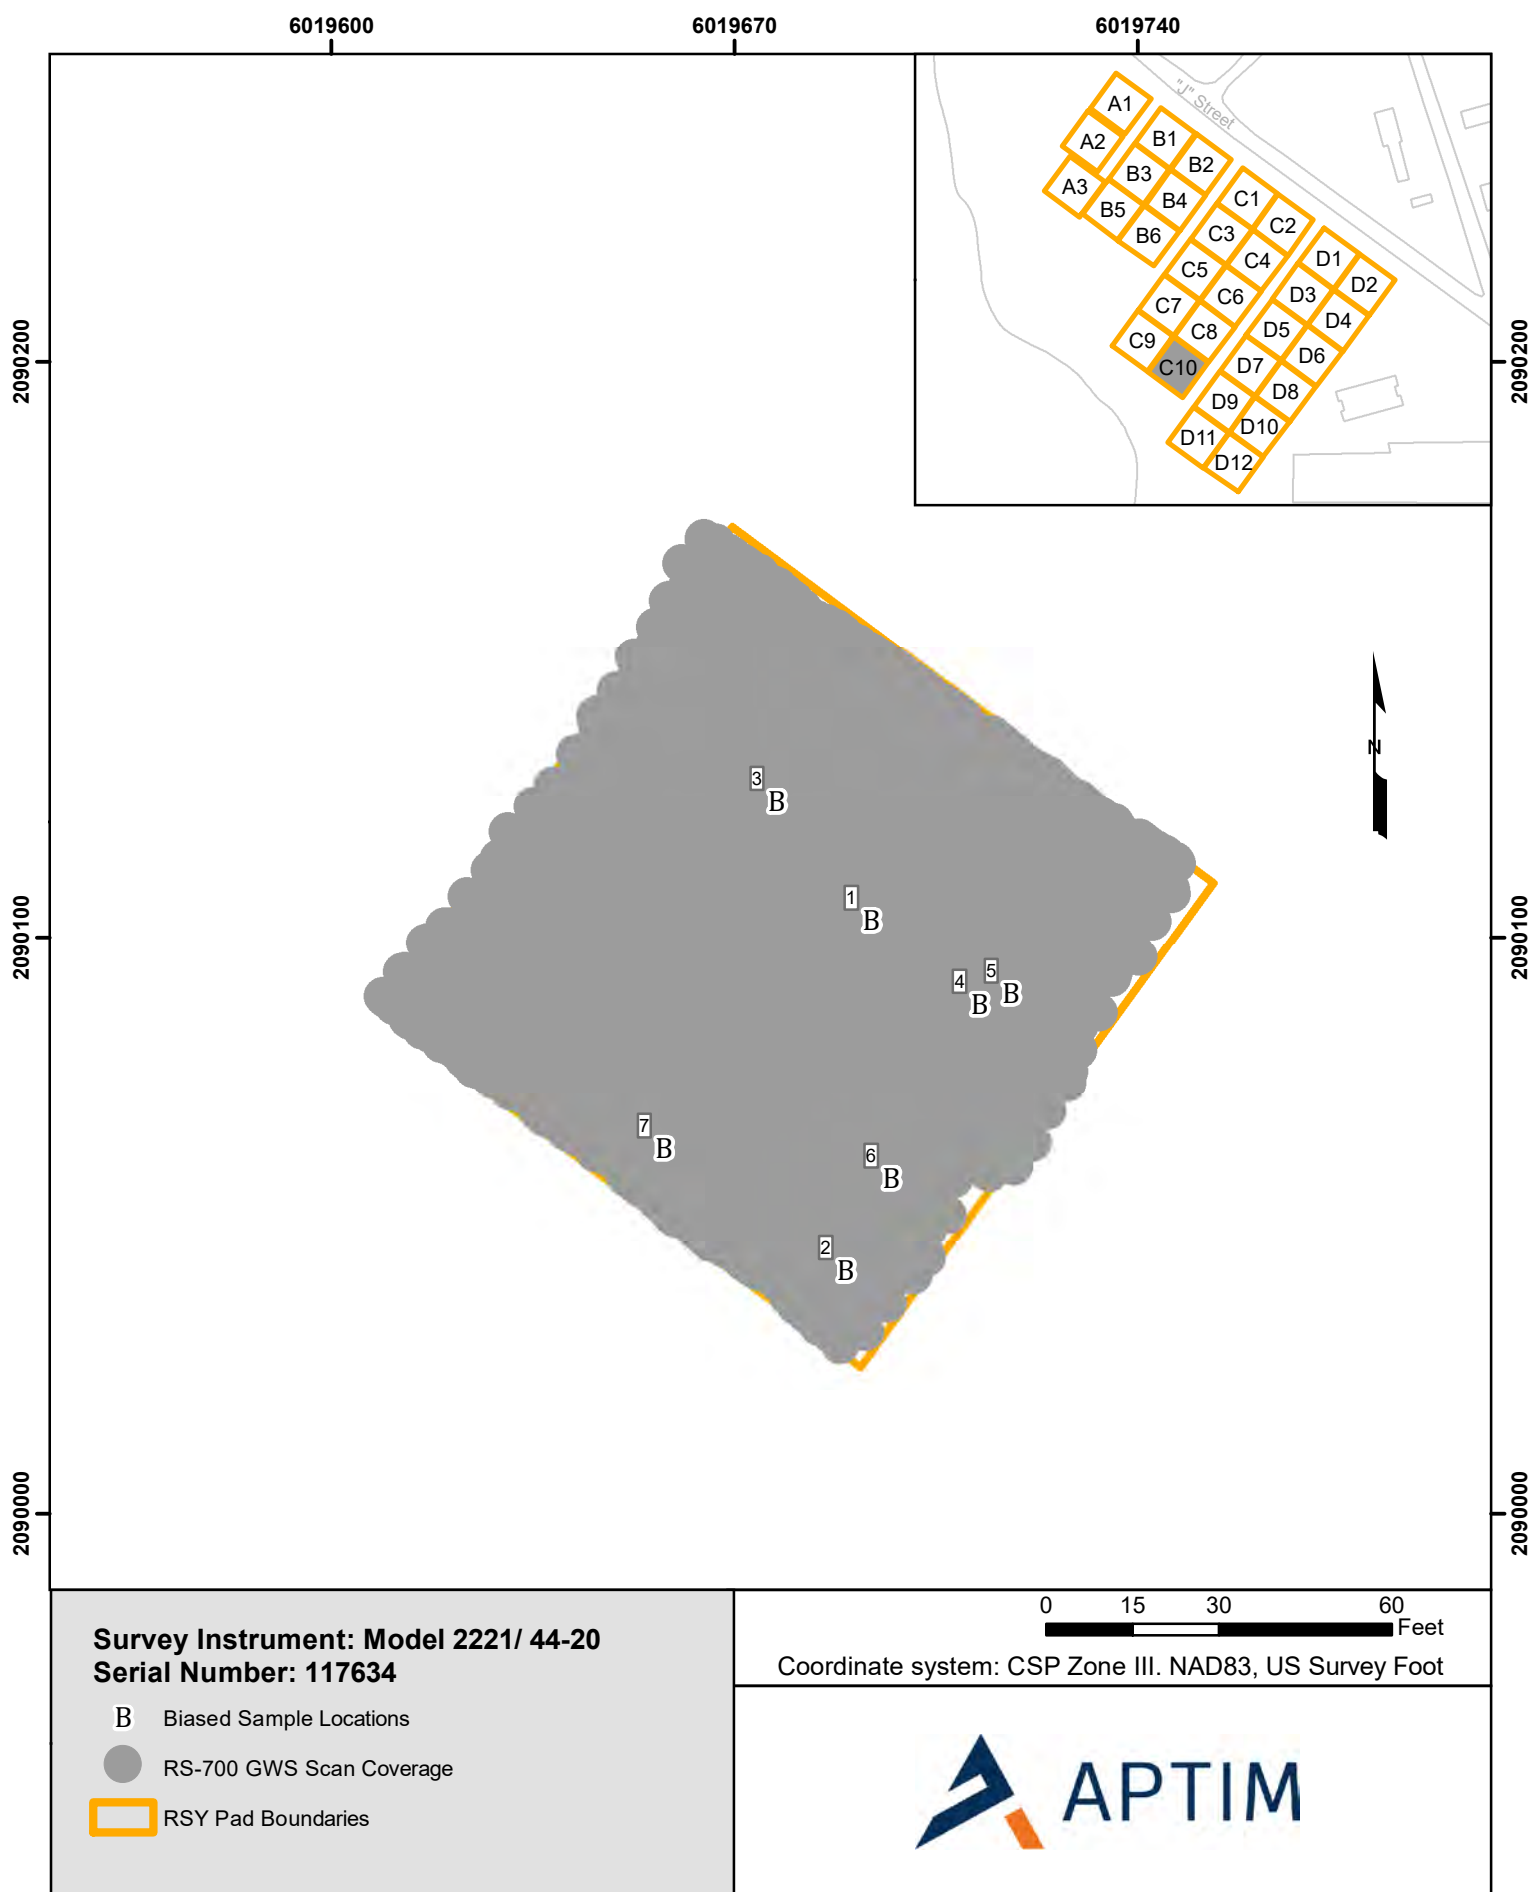 6019600 6019670 6019740
"J" Street
A1
A2
A3
B1
B2
B3
B4
B5
B6
C1
C2
C3
C4
C5
C6
C7
C8
C9
C10
D1
D2
D3
D4
D5
D6
D7
D8
D9
D10
D11
D12
2090200 2090200
N
3
B
1
B
2090100 2090100
5
B
4
B
7
B
6
B
2
B
2090000 2090000
Survey Instrument: Model 2221/ 44-20
Serial Number: 117634
B Biased Sample Locations
RS-700 GWS Scan Coverage
RSY Pad Boundaries
0 15 30 60
Feet
Coordinate system: CSP Zone III. NAD83, US Survey Foot
APTIM